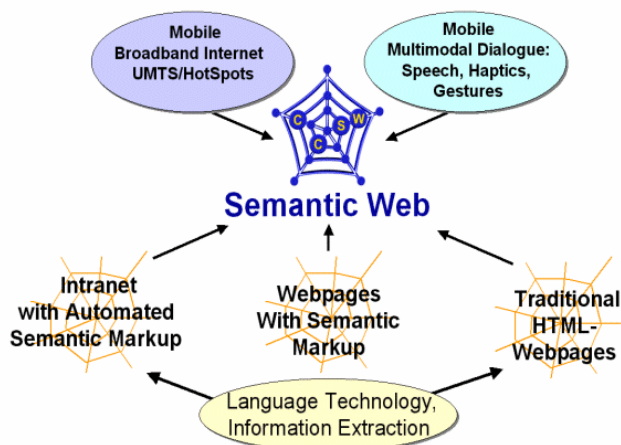 Mobile
Broadband Internet
UMTS/HotSpots
Mobile
Multimodal Dialogue:
Speech, Haptics,
Gestures
C
S
W
C
Semantic Web
Intranet
with Automated
Semantic Markup
Webpages
With Semantic
Markup
Traditional
HTML-
Webpages
Language Technology,
Information Extraction